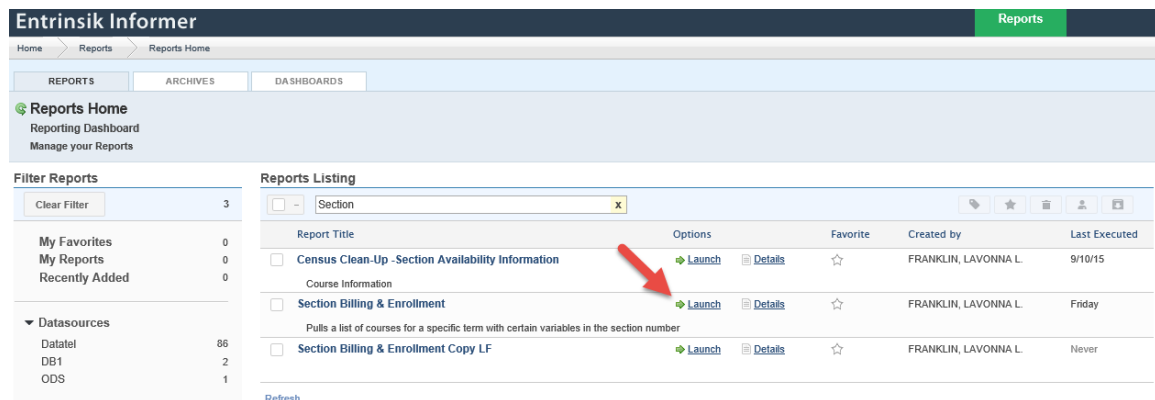 Entrinsik Informer
Reports
Home Reports Reports Home
REPORTS ARCHIVES DASHBOARDS
Reports Home
Reporting Dashboard
Manage your Reports
Filter Reports
Clear Filter 3
My Favorites 0
My Reports 0
Recently Added 0
Datasources
Datatel 86
DB1 2
ODS 1
Reports Listing
- Section x
Report Title Options Favorite Created by Last Executed
Census Clean-Up -Section Availability Information Launch Details FRANKLIN, LAVONNA L. 9/10/15
Course Information
Section Billing & Enrollment Launch Details FRANKLIN, LAVONNA L. Friday
Pulls a list of courses for a specific term with certain variables in the section number
Section Billing & Enrollment Copy LF Launch Details FRANKLIN, LAVONNA L. Never
Refresh